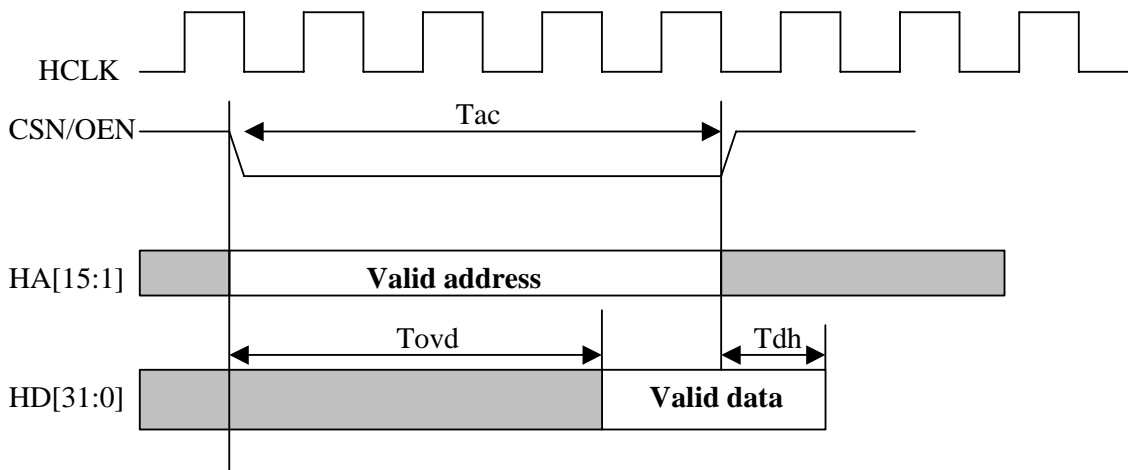 HCLK
Tac
CSN/OEN
HA[15:1]
Valid address
Tovd
Tdh
HD[31:0]
Valid data